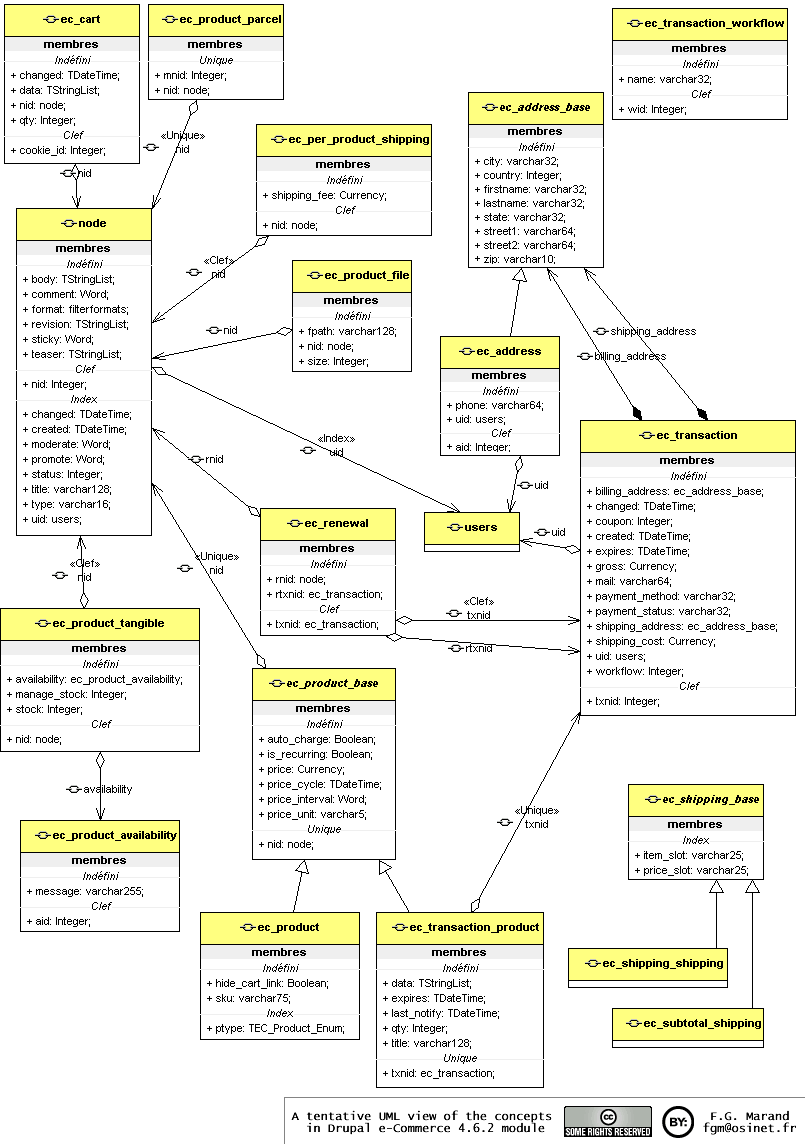 ec_cart
membres
Indéfini
+ changed: TDateTime;
+ data: TStringList;
+ nid: node;
+ qty: Integer;
Clef
+ cookie_id: Integer;
ec_product_parcel
membres
Unique
+ mnid: Integer;
+ nid: node;
ec_transaction_workflow
membres
Indéfini
+ name: varchar32;
Clef
+ wid: Integer;
ec_address_base
membres
Indéfini
+ city: varchar32;
+ country: Integer;
+ firstname: varchar32;
+ lastname: varchar32;
+ state: varchar32;
+ street1: varchar64;
+ street2: varchar64;
+ zip: varchar10;
«Unique»
nid
nid
ec_per_product_shipping
membres
Indéfini
+ shipping_fee: Currency;
Clef
+ nid: node;
node
membres
Indéfini
+ body: TStringList;
+ comment: Word;
+ format: filterformats;
+ revision: TStringList;
+ sticky: Word;
+ teaser: TStringList;
Clef
+ nid: Integer;
Index
+ changed: TDateTime;
+ created: TDateTime;
+ moderate: Word;
+ promote: Word;
+ status: Integer;
+ title: varchar128;
+ type: varchar16;
+ uid: users;
«Clef»
nid
ec_product_file
membres
Indéfini
+ fpath: varchar128;
+ nid: node;
+ size: Integer;
nid
shipping_address
billing_address
ec_address
membres
Indéfini
+ phone: varchar64;
+ uid: users;
Clef
+ aid: Integer;
«Index»
uid
rnid
uid
ec_transaction
membres
Indéfini
+ billing_address: ec_address_base;
+ changed: TDateTime;
+ coupon: Integer;
+ created: TDateTime;
+ expires: TDateTime;
+ gross: Currency;
+ mail: varchar64;
+ payment_method: varchar32;
+ payment_status: varchar32;
+ shipping_address: ec_address_base;
+ shipping_cost: Currency;
+ uid: users;
+ workflow: Integer;
Clef
+ txnid: Integer;
users
uid
ec_renewal
membres
Indéfini
+ rnid: node;
+ rtxnid: ec_transaction;
Clef
+ txnid: ec_transaction;
«Unique»
nid
«Clef»
nid
«Clef»
txnid
rtxnid
ec_product_tangible
membres
Indéfini
+ availability: ec_product_availability;
+ manage_stock: Integer;
+ stock: Integer;
Clef
+ nid: node;
ec_product_base
membres
Indéfini
+ auto_charge: Boolean;
+ is_recurring: Boolean;
+ price: Currency;
+ price_cycle: TDateTime;
+ price_interval: Word;
+ price_unit: varchar5;
Unique
+ nid: node;
availability
ec_product_availability
membres
Indéfini
+ message: varchar255;
Clef
+ aid: Integer;
«Unique»
txnid
ec_shipping_base
membres
Index
+ item_slot: varchar25;
+ price_slot: varchar25;
ec_product
membres
Indéfini
+ hide_cart_link: Boolean;
+ sku: varchar75;
Index
+ ptype: TEC_Product_Enum;
ec_transaction_product
membres
Indéfini
+ data: TStringList;
+ expires: TDateTime;
+ last_notify: TDateTime;
+ qty: Integer;
+ title: varchar128;
Unique
+ txnid: ec_transaction;
ec_shipping_shipping
ec_subtotal_shipping
A tentative UML view of the concepts
in Drupal e-Commerce 4.6.2 module
cc
SOME RIGHTS RESERVED
BY:
F.G. Marand
fgm@osinet.fr